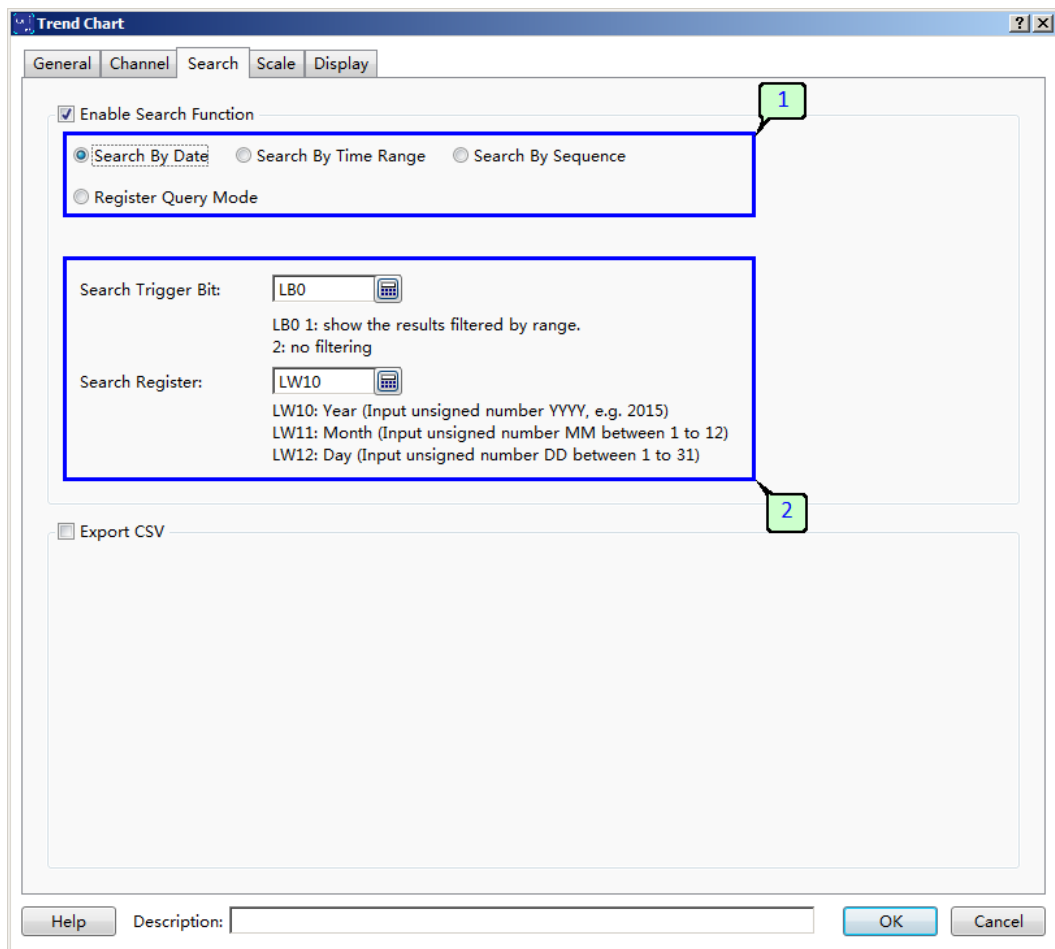 Trend Chart
General Channel Search Scale Display
Enable Search Function
1
Search By Date Search By Time Range Search By Sequence
Register Query Mode
Search Trigger Bit: LB0
LB0 1: show the results filtered by range.
2: no filtering
Search Register: LW10
LW10: Year (Input unsigned number YYYY, e.g. 2015)
LW11: Month (Input unsigned number MM between 1 to 12)
LW12: Day (Input unsigned number DD between 1 to 31)
2
Export CSV
Help Description: OK Cancel